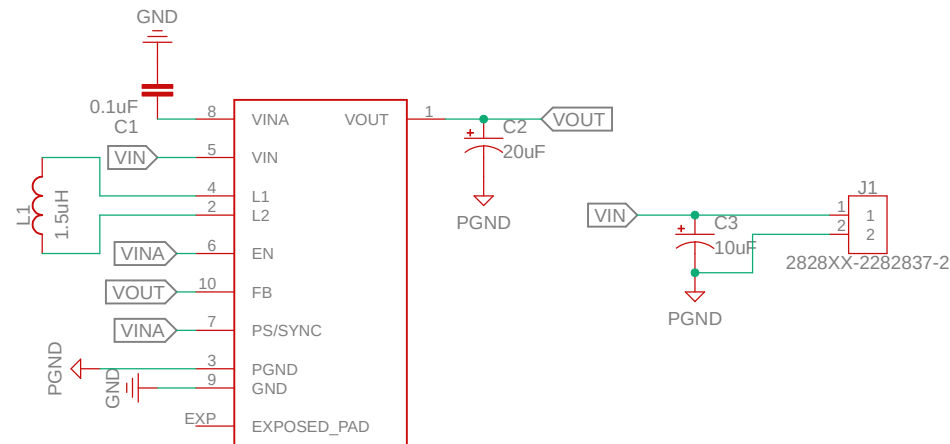 GND
0.1uF
C1
8
VINA
VOUT
1
VOUT
C2
20uF
PGND
VIN
5
VIN
L1
1.5uH
4
L1
2
L2
VINA
6
EN
VOUT
10
FB
VINA
7
PS/SYNC
PGND
3
PGND
GND
9
GND
EXP
EXPOSED_PAD
VIN
C3
10uF
PGND
J1
1
1
2
2
2828XX-2282837-2